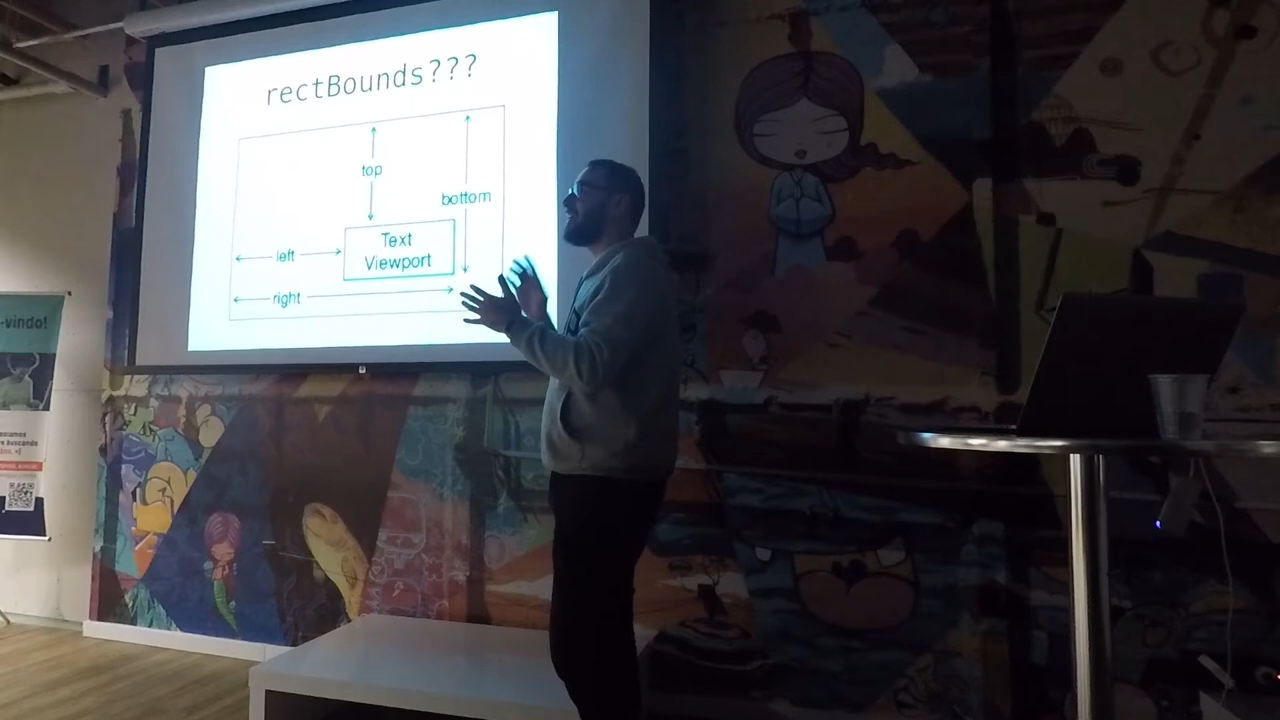 rectBounds???
top
bottom
left
Text
Viewport
right
-vindo!